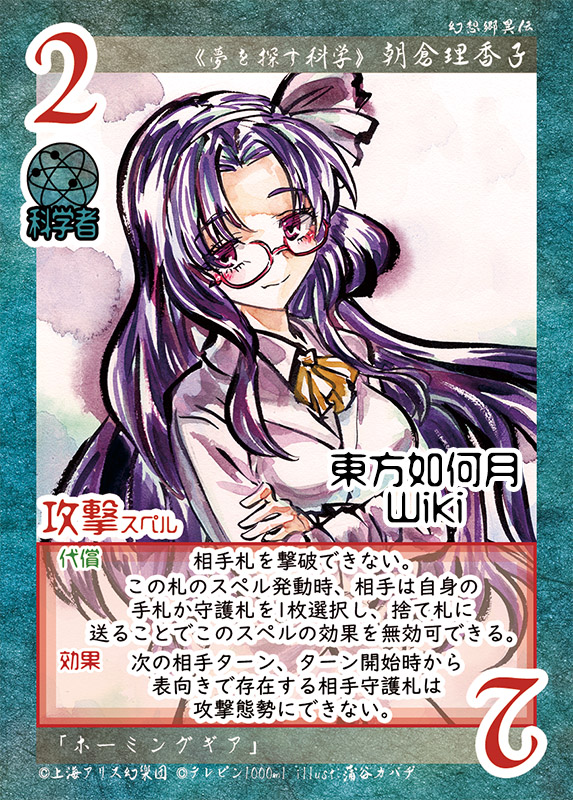 幻想郷異伝
《夢を探す科学》 朝倉理香子
2
科学者
東方如何月
Wiki
攻撃スペル
代償
相手札を撃破できない。
この札のスペル発動時、相手は自身の
手札か守護札を1枚選択し、捨て札に
送ることでこのスペルの効果を無効可できる。
効果
次の相手ターン、ターン開始時から
表向きで存在する相手守護札は
攻撃態勢にできない。
2
「ホーミングギア」
©上海アリス幻樂団 ©テレピン1000ml illust:蒲谷カバヂ